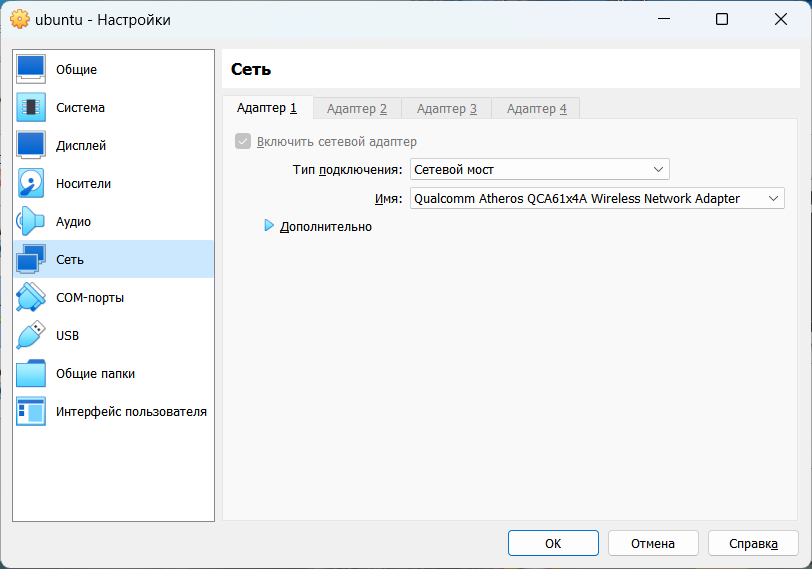 ubuntu - Настройки
Общие
Система
Дисплей
Носители
Аудио
Сеть
COM-порты
USB
Общие папки
Интерфейс пользователя
Сеть
Адаптер 1
Адаптер 2
Адаптер 3
Адаптер 4
Включить сетевой адаптер
Тип подключения: Сетевой мост
Имя: Qualcomm Atheros QCA61x4A Wireless Network Adapter
Дополнительно
OK
Отмена
Справка